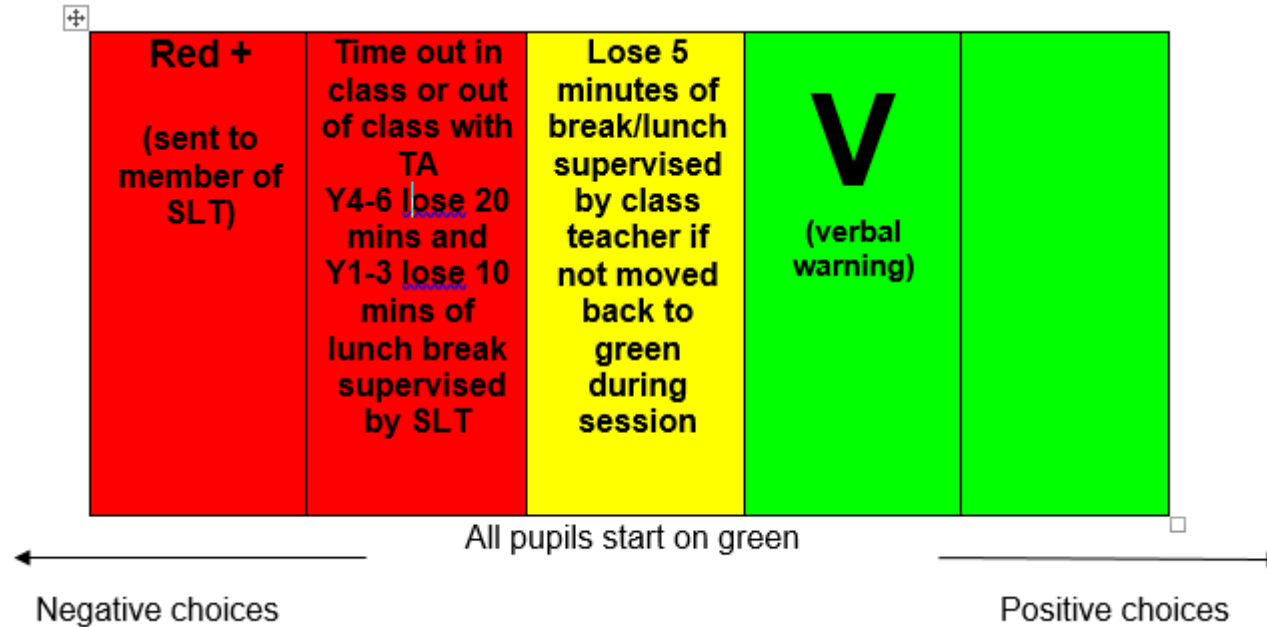 Red +
(sent to
member of
SLT)
Time out in
class or out
of class with
TA
Y4-6 lose 20
mins and
Y1-3 lose 10
mins of
lunch break
supervised
by SLT
Lose 5
minutes of
break/lunch
supervised
by class
teacher if
not moved
back to
green
during
session
V
(verbal
warning)
All pupils start on green
Negative choices
Positive choices